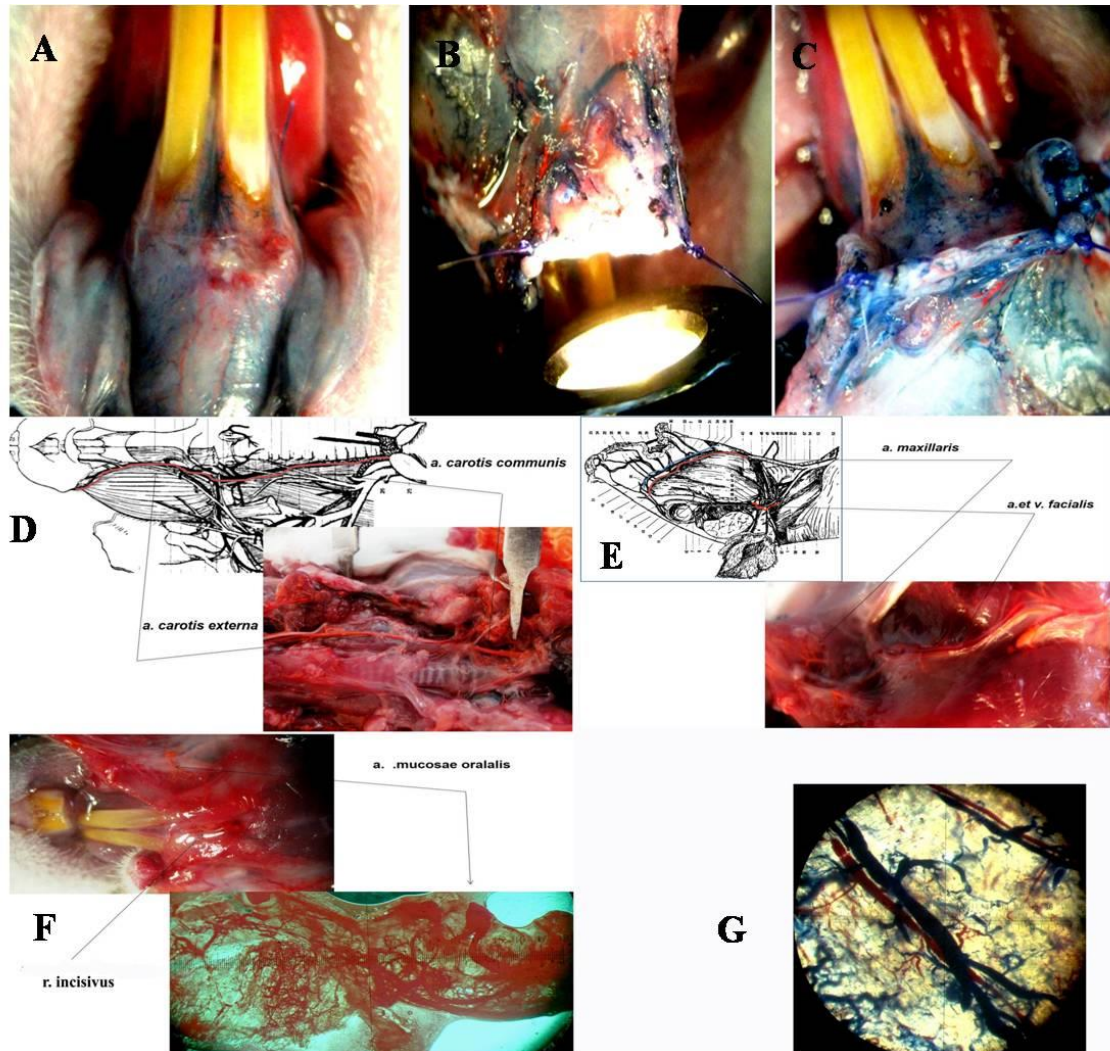 A
B
C
D
a. carotis communis
a. carotis externa
E
a. maxillaris
a.et v. facialis
F
a. .mucosae oralalis
r. incisivus
G